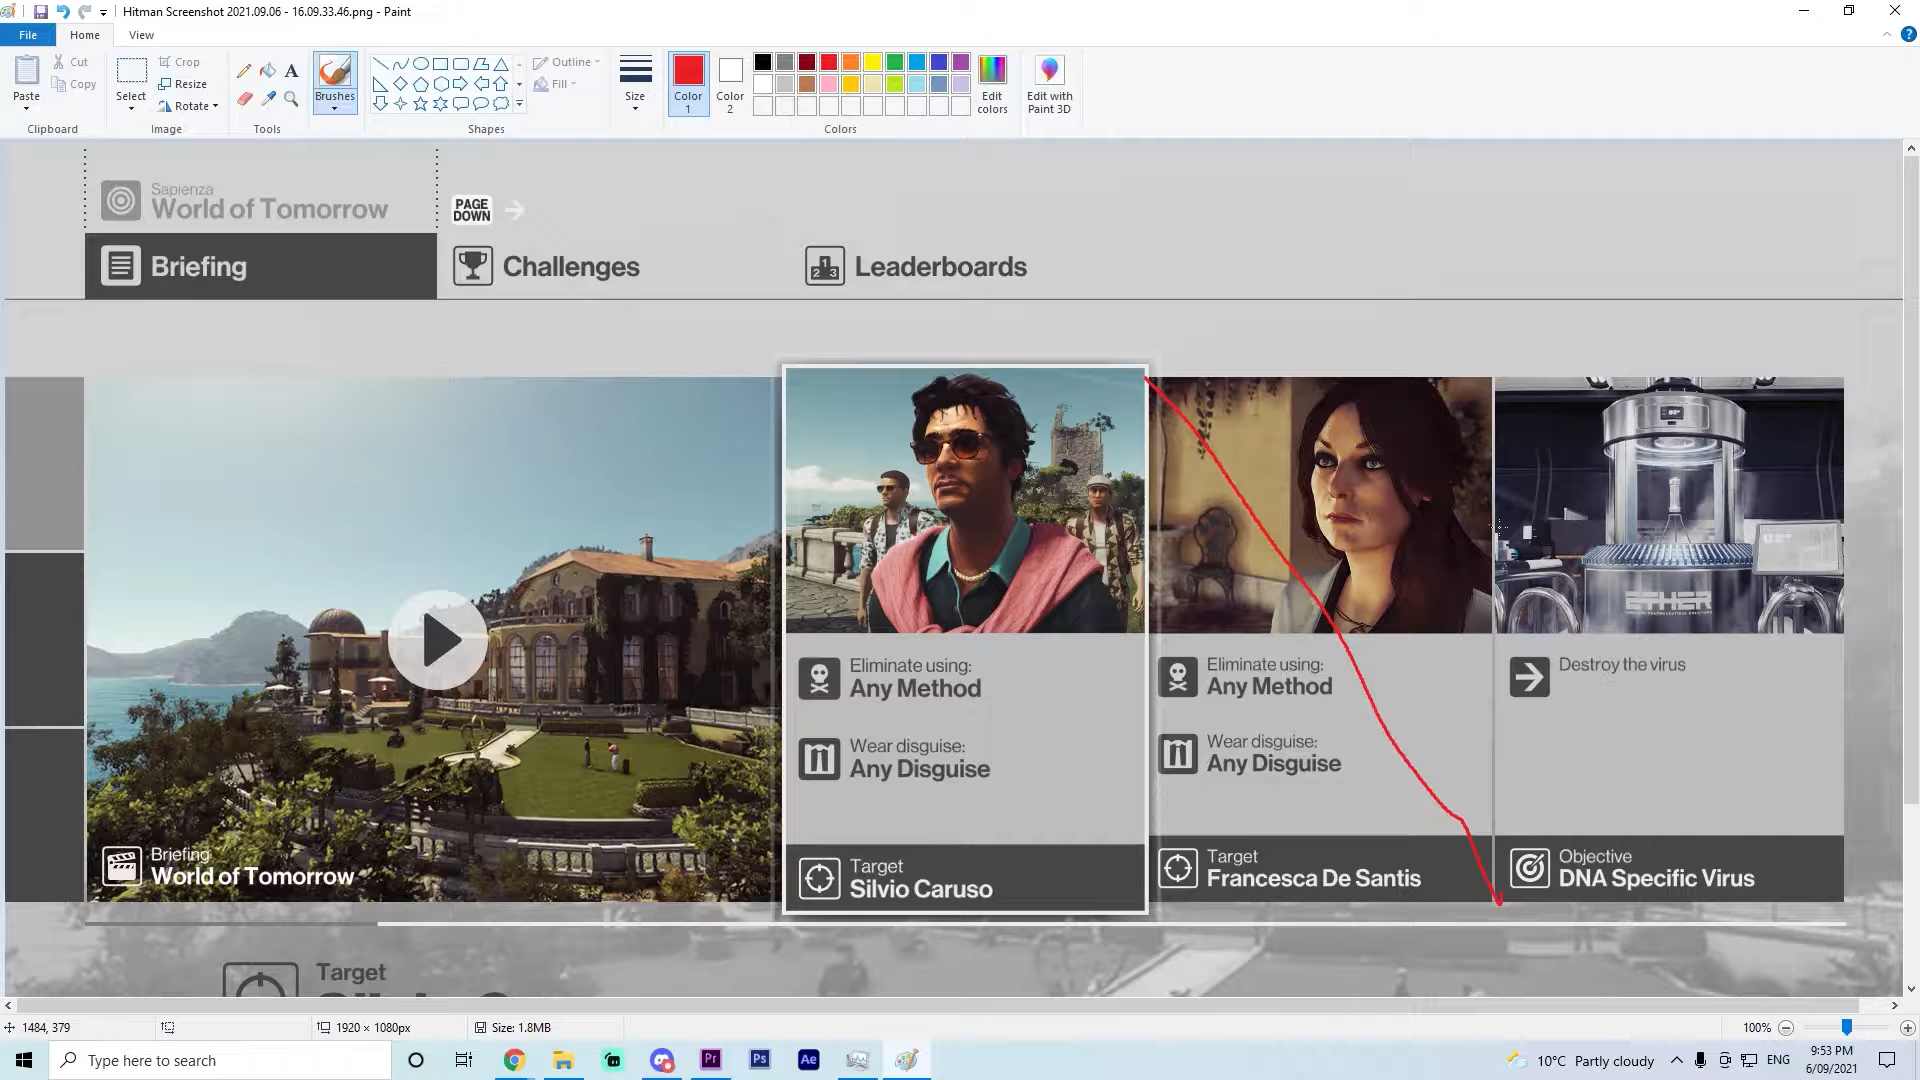 Hitman Screenshot 2021.09.06 - 16.09.33.46.png - Paint
File
Home
View
Paste
Cut
Copy
Clipboard
Select
Crop
Resize
Rotate
Image
A
Tools
Brushes
Shapes
Outline
Fill
Size
Color 1
Color 2
Edit colors
Colors
Edit with Paint 3D
Sapienza
World of Tomorrow
PAGE DOWN
Briefing
Challenges
Leaderboards
ETHER
Eliminate using:
Any Method
Wear disguise:
Any Disguise
Eliminate using:
Any Method
Wear disguise:
Any Disguise
Destroy the virus
Briefing
World of Tomorrow
Target
Silvio Caruso
Target
Francesca De Santis
Objective
DNA Specific Virus
Target
1484, 379
1920 × 1080px
Size: 1.8MB
100%
Type here to search
Pr
Ps
Ae
10°C Partly cloudy
ENG
9:53 PM
6/09/2021